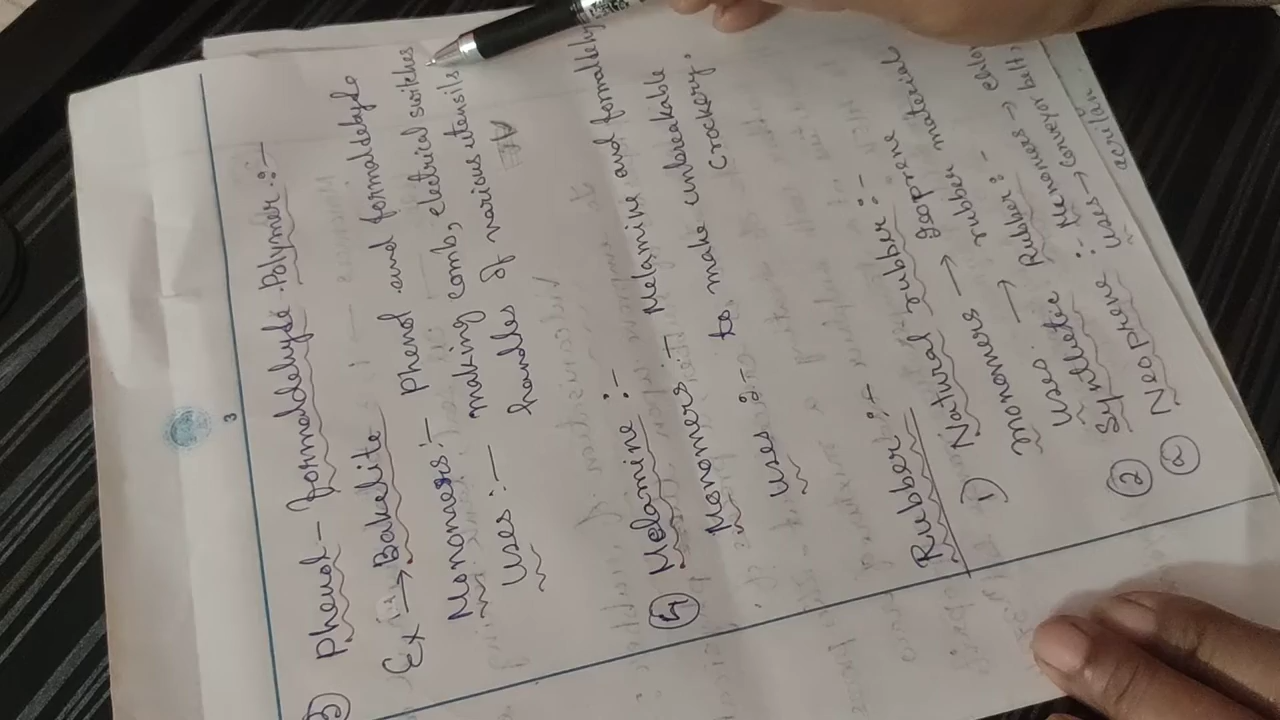 3
③ Phenol - formaldehyde Polymer :-
Ex → Bakelite
Monomers :- Phenol and formaldehyde
Uses :- making comb, electrical switches
handles of various utensils
④ Melamine :-
Monomers :- Melamine and formaldehy
Uses :- to make unbreakable
crockery.
Rubber :-
1) Natural rubber :-
monomers → isoprene
Uses → rubber material
② Synthetic Rubber :-
ⓐ Neophrene : Monomers →
Uses → Conveyor belt,